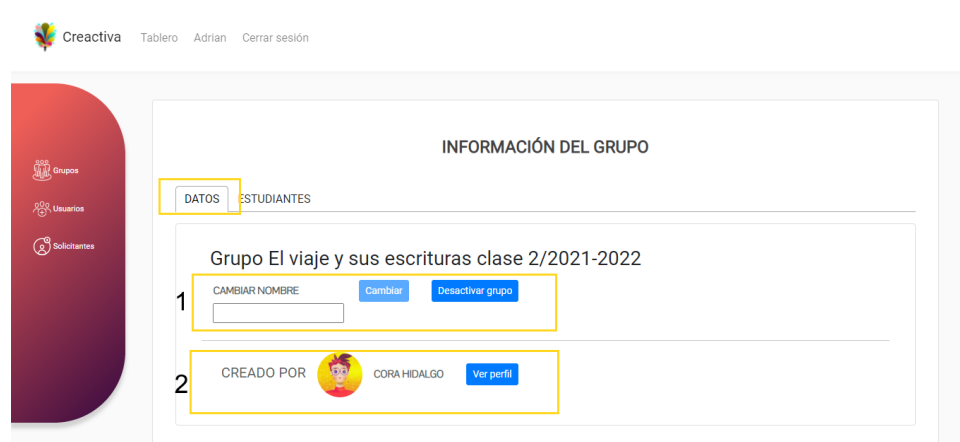 Creactiva Tablero Adrian Cerrar sesión
Grupos
Usuarios
Solicitantes
INFORMACIÓN DEL GRUPO
DATOS ESTUDIANTES
Grupo El viaje y sus escrituras clase 2/2021-2022
1
CAMBIAR NOMBRE Cambiar Desactivar grupo
2
CREADO POR CORA HIDALGO Ver perfil